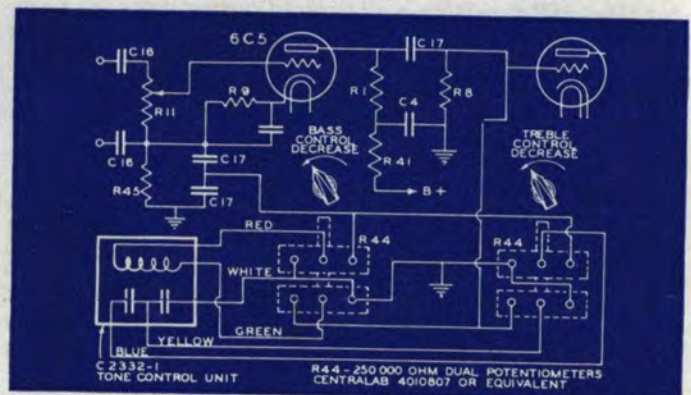 6C5
C16
C17
R9
R1
R8
R11
C4
BASS
CONTROL
DECREASE
TREBLE
CONTROL
DECREASE
C16
C17
R41
R45
C17
B+
RED
R44
R44
WHITE
GREEN
YELLOW
BLUE
C2332-1
TONE CONTROL UNIT
R44-250 000 OHM DUAL POTENTIOMETERS
CENTRALAB 4010807 OR EQUIVALENT